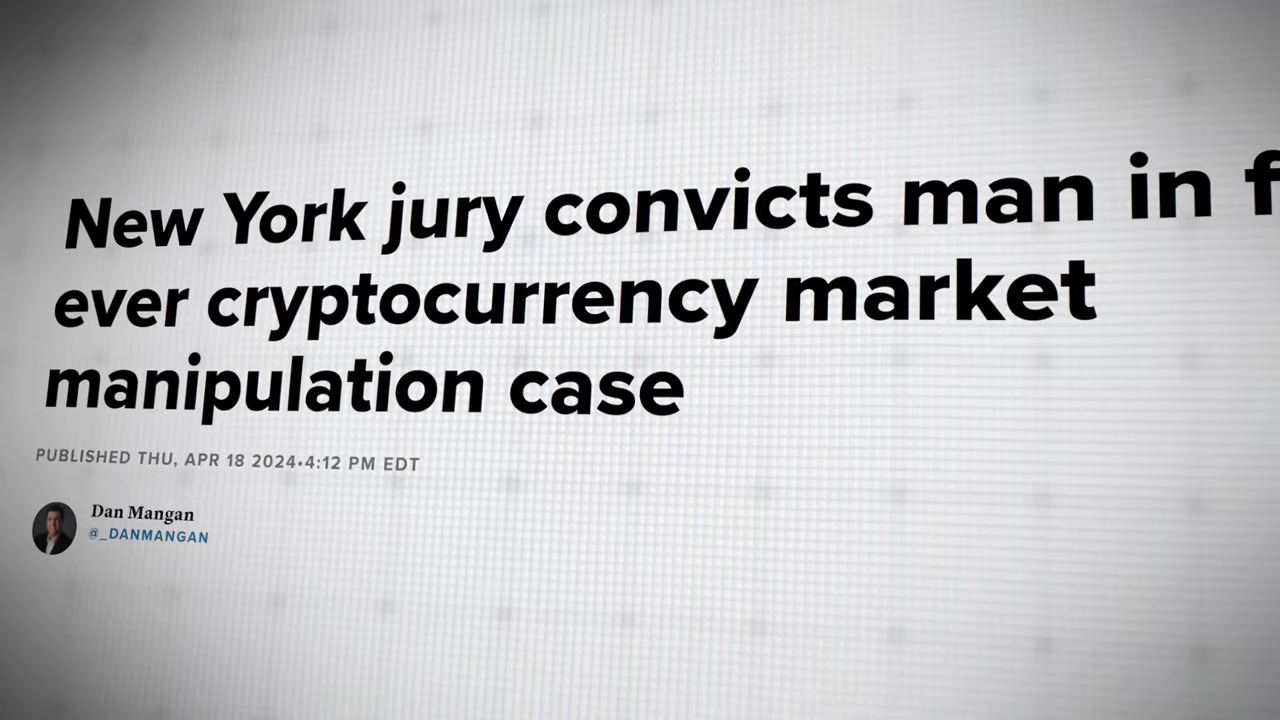 New York jury convicts man in f
ever cryptocurrency market
manipulation case
PUBLISHED THU, APR 18 2024•4:12 PM EDT
Dan Mangan
@_DANMANGAN